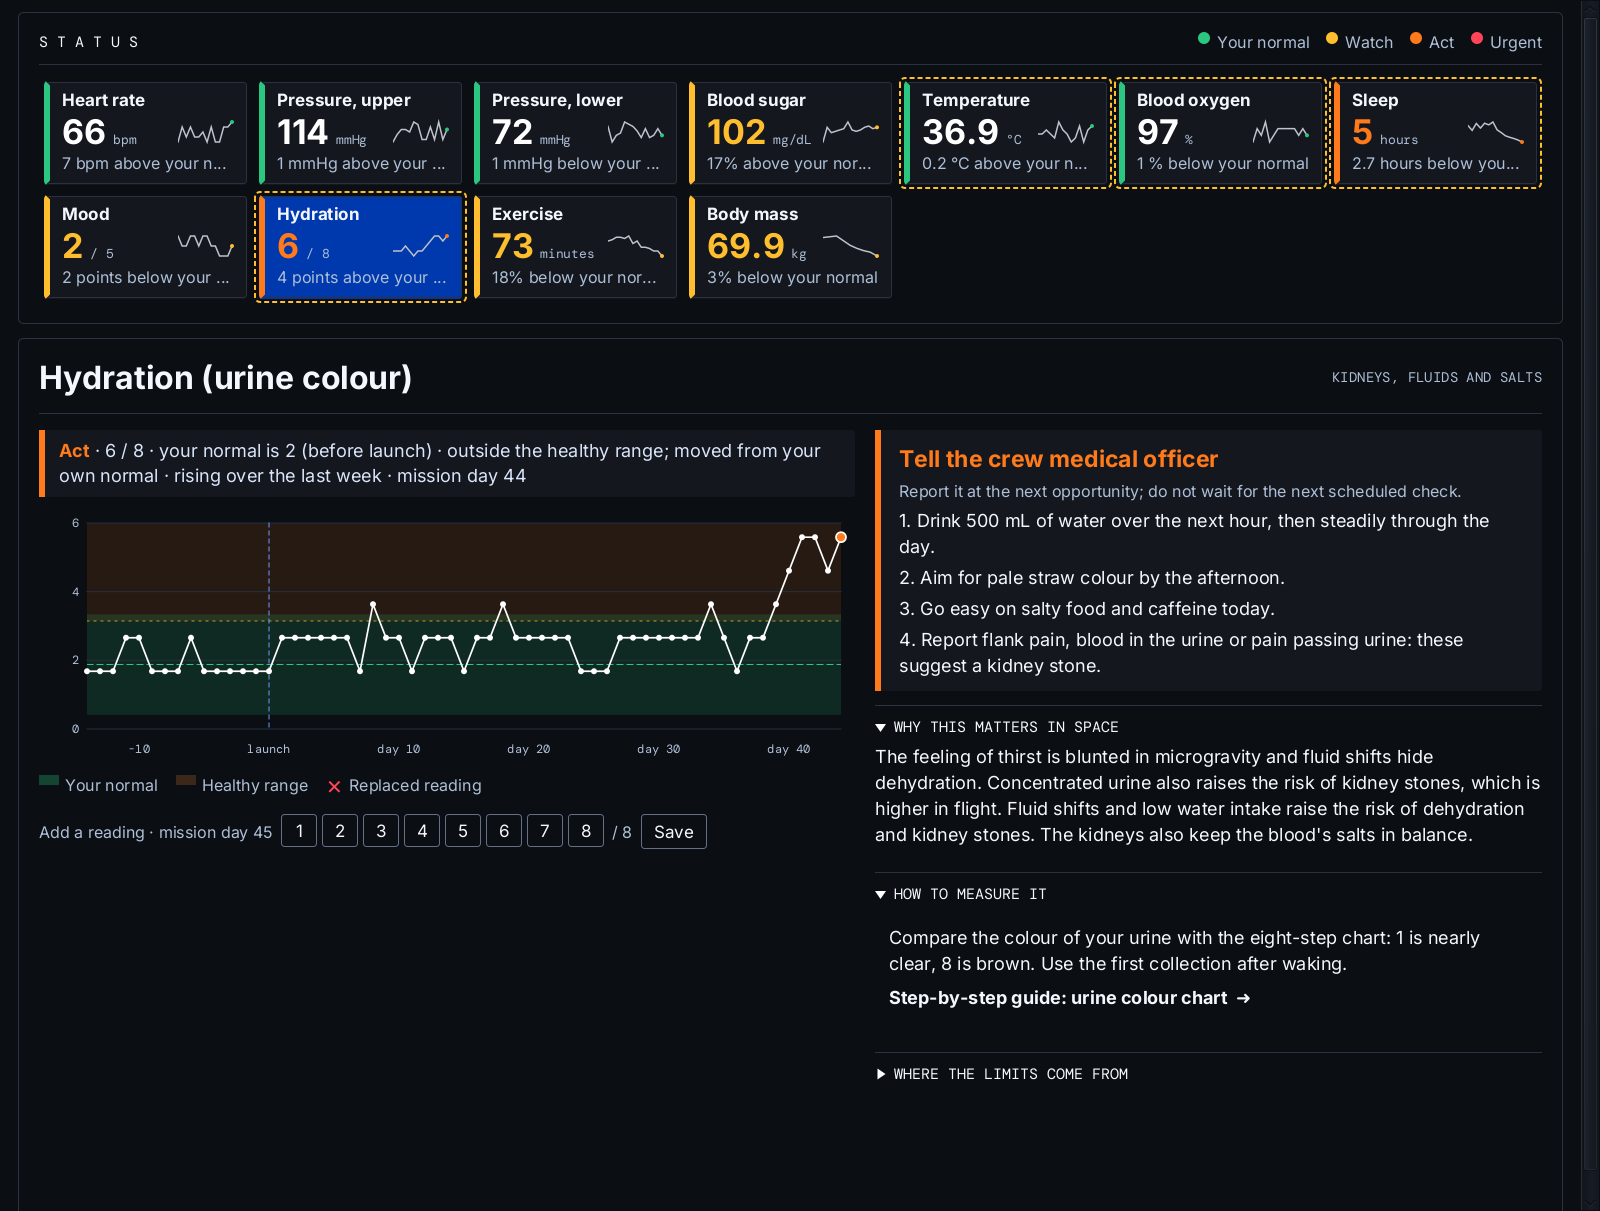 STATUS
Your normal
Watch
Act
Urgent
Heart rate
66 bpm
7 bpm above your n...
Pressure, upper
114 mmHg
1 mmHg above your ...
Pressure, lower
72 mmHg
1 mmHg below your ...
Blood sugar
102 mg/dL
17% above your nor...
Temperature
36.9 °C
0.2 °C above your n...
Blood oxygen
97 %
1 % below your normal
Sleep
5 hours
2.7 hours below you...
Mood
2 / 5
2 points below your ...
Hydration
6 / 8
4 points above your ...
Exercise
73 minutes
18% below your nor...
Body mass
69.9 kg
3% below your normal
Hydration (urine colour)
KIDNEYS, FLUIDS AND SALTS
Act · 6 / 8 · your normal is 2 (before launch) · outside the healthy range; moved from your
own normal · rising over the last week · mission day 44
6
4
2
0
-10
launch
day 10
day 20
day 30
day 40
Your normal
Healthy range
Replaced reading
Add a reading · mission day 45
1 2 3 4 5 6 7 8 / 8
Save
Tell the crew medical officer
Report it at the next opportunity; do not wait for the next scheduled check.
1. Drink 500 mL of water over the next hour, then steadily through the
day.
2. Aim for pale straw colour by the afternoon.
3. Go easy on salty food and caffeine today.
4. Report flank pain, blood in the urine or pain passing urine: these
suggest a kidney stone.
WHY THIS MATTERS IN SPACE
The feeling of thirst is blunted in microgravity and fluid shifts hide
dehydration. Concentrated urine also raises the risk of kidney stones, which is
higher in flight. Fluid shifts and low water intake raise the risk of dehydration
and kidney stones. The kidneys also keep the blood's salts in balance.
HOW TO MEASURE IT
Compare the colour of your urine with the eight-step chart: 1 is nearly
clear, 8 is brown. Use the first collection after waking.
Step-by-step guide: urine colour chart →
WHERE THE LIMITS COME FROM